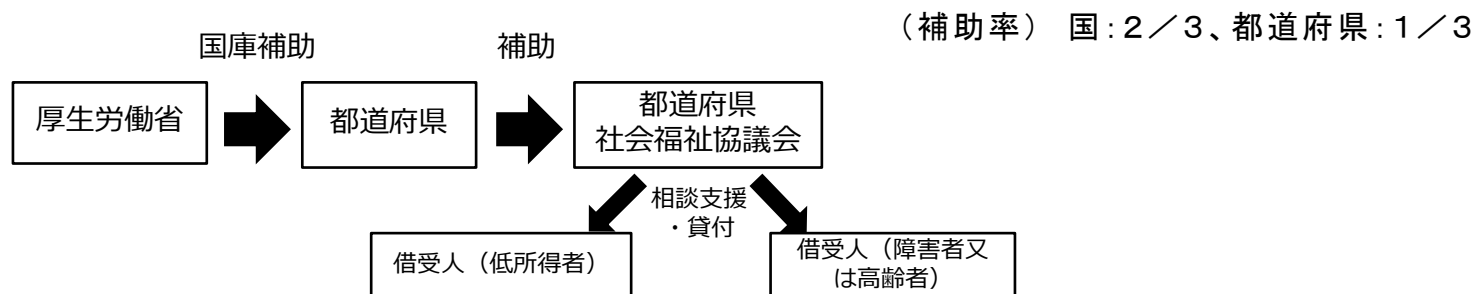 （補助率） 国:２／３、都道府県:１／３
国庫補助
補助
厚生労働省
都道府県
都道府県
社会福祉協議会
相談支援
・貸付
借受人（低所得者）
借受人（障害者又
は高齢者）